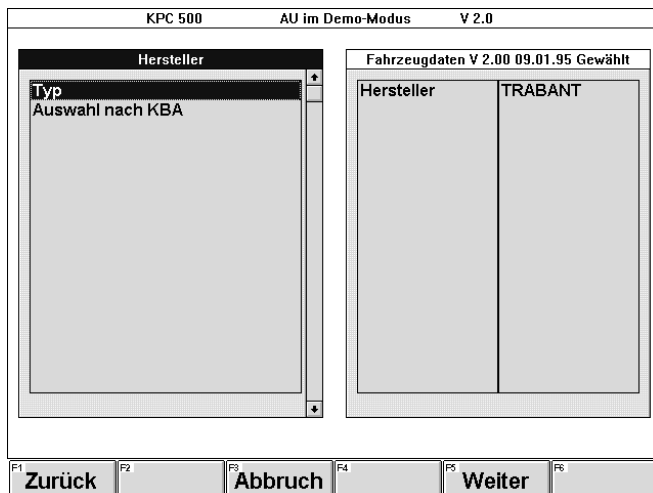 KPC 500 AU im Demo-Modus V 2.0
Hersteller
Typ
Auswahl nach KBA
Fahrzeugdaten V 2.00 09.01.95 Gewählt
Hersteller TRABANT
F1 Zurück F2 F3 Abbruch F4 F5 Weiter F6